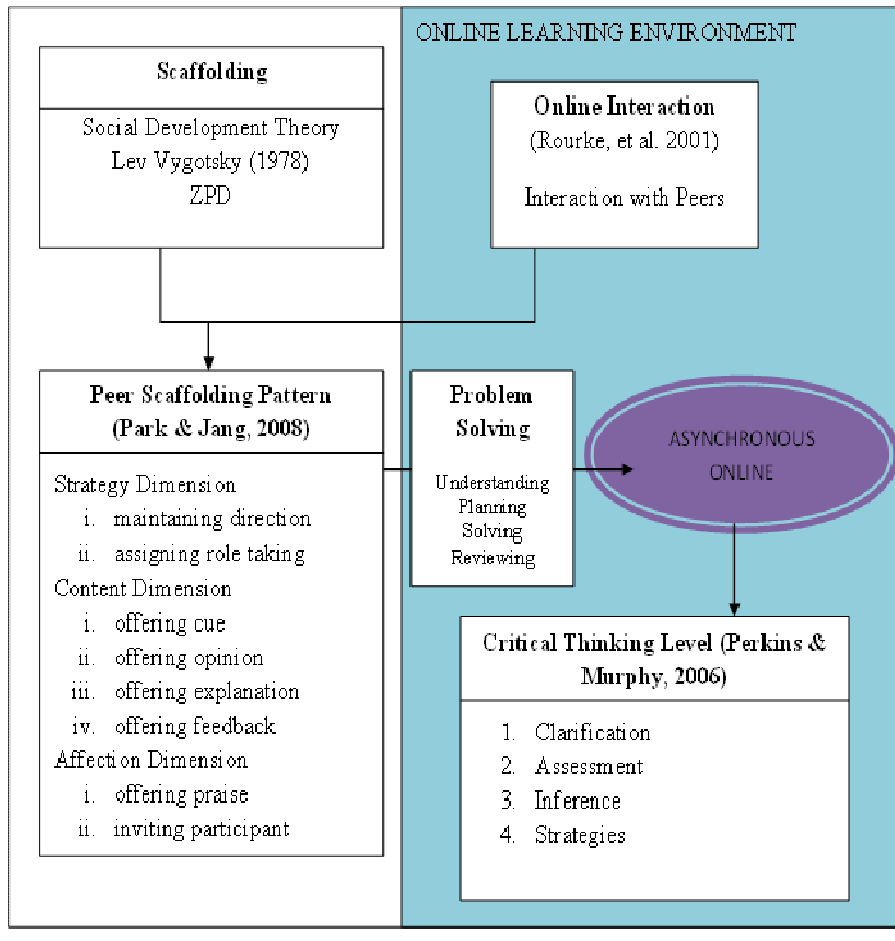 ONLINE LEARNING ENVIRONMENT
Scaffolding
Social Development Theory
Lev Vygotsky (1978)
ZPD
Online Interaction
(Rourke, et al. 2001)
Interaction with Peers
Peer Scaffolding Pattern
(Park & Jang, 2008)
Strategy Dimension
i. maintaining direction
ii. assigning role taking
Content Dimension
i. offering cue
ii. offering opinion
iii. offering explanation
iv. offering feedback
Affection Dimension
i. offering praise
ii. inviting participant
Problem
Solving
Understanding
Planning
Solving
Reviewing
ASYNCHRONOUS
ONLINE
Critical Thinking Level (Perkins &
Murphy, 2006)
1. Clarification
2. Assessment
3. Inference
4. Strategies